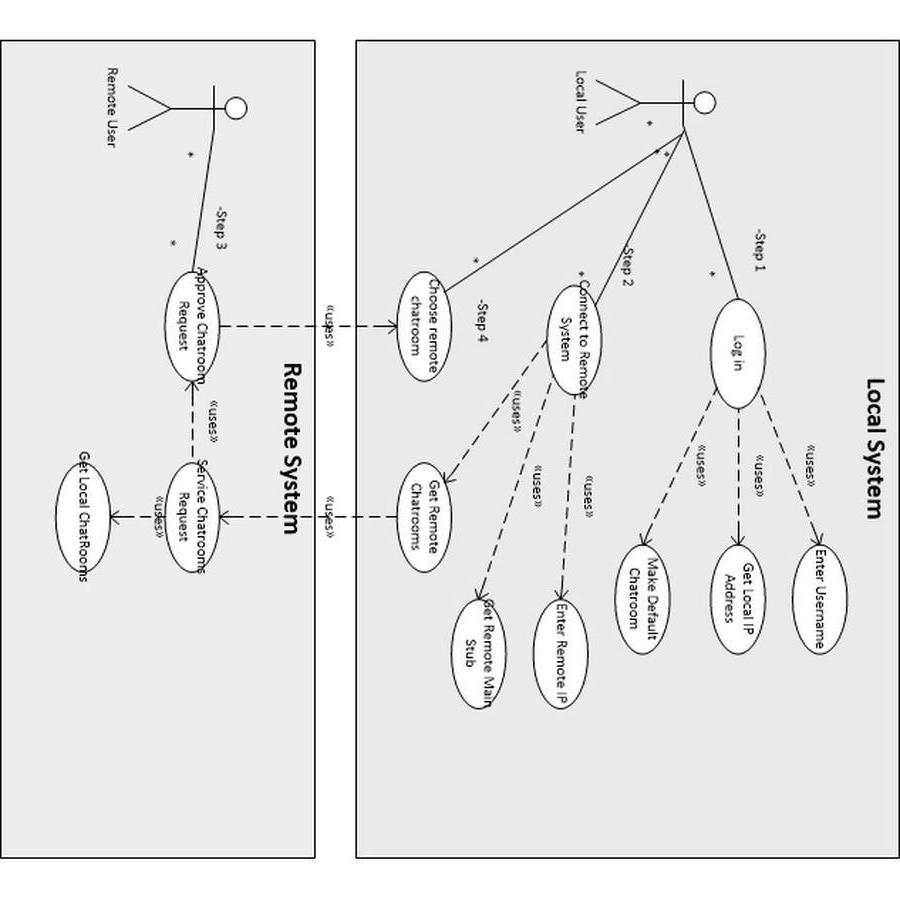 Local System
-Step 1
Log in
«uses»
Enter Username
«uses»
Get Local IP
Address
«uses»
Make Default
Chatroom
Local User
*
*
*
*
-Step 2
*
Connect to Remote
System
«uses»
Enter Remote IP
«uses»
Get Remote Main
Stub
«uses»
Get Remote
Chatrooms
*
-Step 4
Choose remote
chatroom
«uses»
«uses»
Remote System
Remote User
*
-Step 3
*
Approve Chatroom
Request
«uses»
Service Chatrooms
Request
«uses»
Get Local ChatRooms